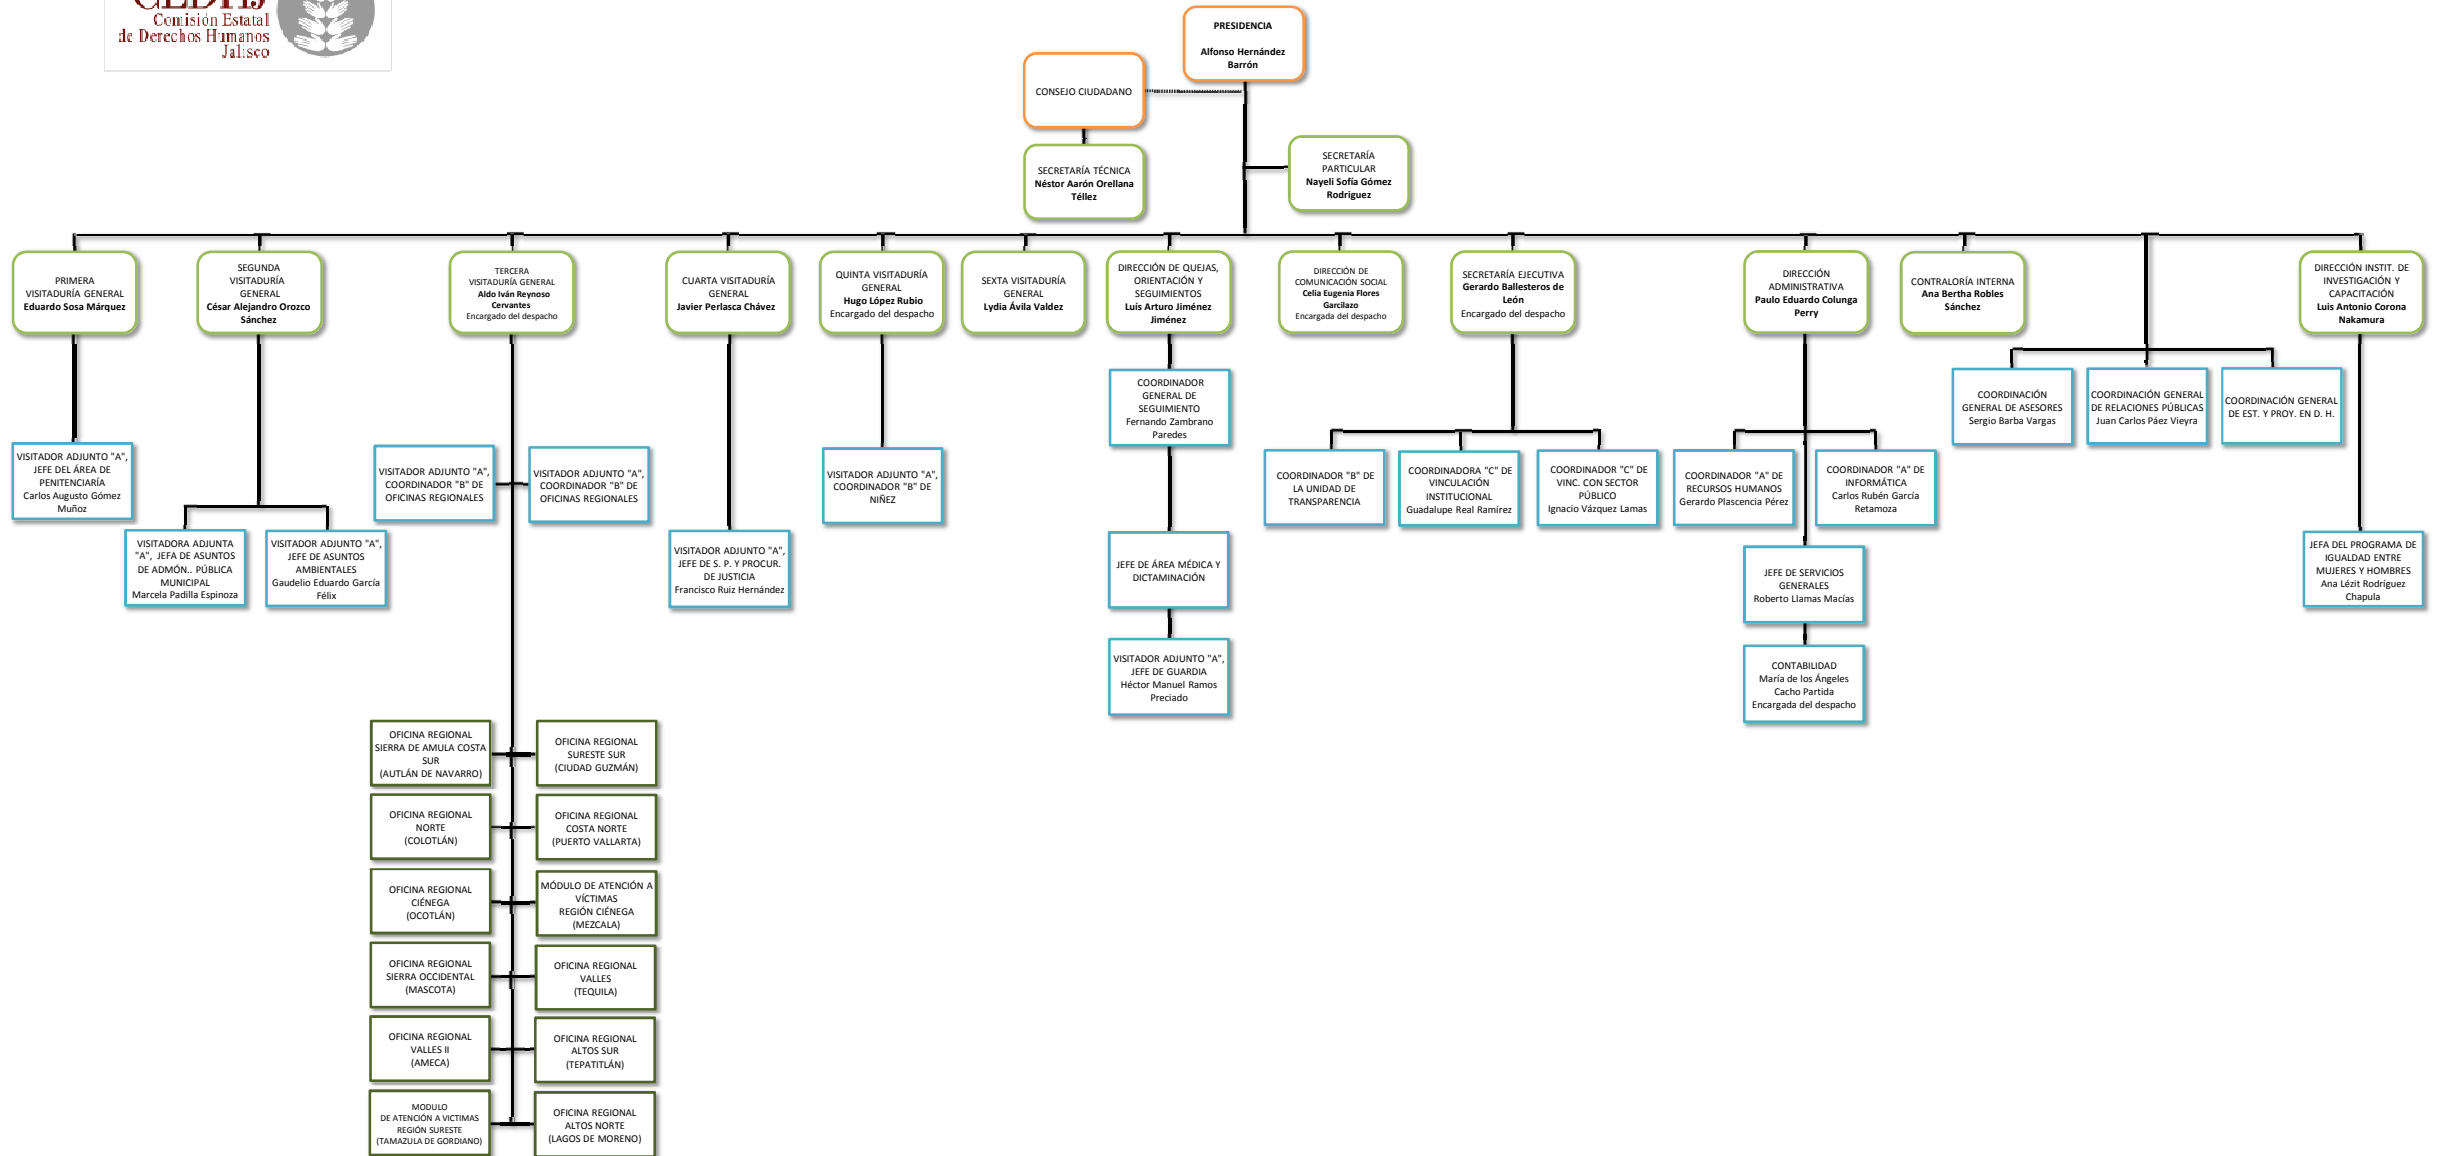 CEDHJ
Comisión Estatal
de Derechos Humanos
Jalisco
PRESIDENCIA
Alfonso Hernández
Barrón
CONSEJO CIUDADANO
SECRETARÍA TÉCNICA
Néstor Aarón Orellana
Téllez
SECRETARÍA
PARTICULAR
Nayeli Sofía Gómez
Rodriguez
PRIMERA
VISITADURÍA GENERAL
Eduardo Sosa Márquez
SEGUNDA
VISITADURÍA
GENERAL
César Alejandro Orozco
Sánchez
TERCERA
VISITADURÍA GENERAL
Aldo Iván Reynoso
Cervantes
Encargado del despacho
CUARTA VISITADURÍA
GENERAL
Javier Perlasca Chávez
QUINTA VISITADURÍA
GENERAL
Hugo López Rubio
Encargado del despacho
SEXTA VISITADURÍA
GENERAL
Lydia Ávila Valdez
DIRECCIÓN DE QUEJAS,
ORIENTACIÓN Y
SEGUIMIENTOS
Luís Arturo Jiménez
Jiménez
DIRECCIÓN DE
COMUNICACIÓN SOCIAL
Celia Eugenia Flores
Garcilazo
Encargada del despacho
SECRETARÍA EJECUTIVA
Gerardo Ballesteros de
León
Encargado del despacho
DIRECCIÓN
ADMINISTRATIVA
Paulo Eduardo Colunga
Perry
CONTRALORÍA INTERNA
Ana Bertha Robles
Sánchez
DIRECCIÓN INSTIT. DE
INVESTIGACIÓN Y
CAPACITACIÓN
Luis Antonio Corona
Nakamura
COORDINADOR
GENERAL DE
SEGUIMIENTO
Fernando Zambrano
Paredes
COORDINACIÓN
GENERAL DE ASESORES
Sergio Barba Vargas
COORDINACIÓN GENERAL
DE RELACIONES PÚBLICAS
Juan Carlos Páez Vieyra
COORDINACIÓN GENERAL
DE EST. Y PROY. EN D. H.
VISITADOR ADJUNTO "A",
JEFE DEL ÁREA DE
PENITENCIARÍA
Carlos Augusto Gómez
Muñoz
VISITADOR ADJUNTO "A",
COORDINADOR "B" DE
OFICINAS REGIONALES
VISITADOR ADJUNTO "A",
COORDINADOR "B" DE
OFICINAS REGIONALES
VISITADOR ADJUNTO "A",
COORDINADOR "B" DE
NIÑEZ
COORDINADOR "B" DE
LA UNIDAD DE
TRANSPARENCIA
COORDINADORA "C" DE
VINCULACIÓN
INSTITUCIONAL
Guadalupe Real Ramírez
COORDINADOR "C" DE
VINC. CON SECTOR
PÚBLICO
Ignacio Vázquez Lamas
COORDINADOR "A" DE
RECURSOS HUMANOS
Gerardo Plascencia Pérez
COORDINADOR "A" DE
INFORMÁTICA
Carlos Rubén García
Retamoza
VISITADORA ADJUNTA
"A", JEFA DE ASUNTOS
DE ADMÓN.. PÚBLICA
MUNICIPAL
Marcela Padilla Espinoza
VISITADOR ADJUNTO "A",
JEFE DE ASUNTOS
AMBIENTALES
Gaudelio Eduardo García
Félix
VISITADOR ADJUNTO "A",
JEFE DE S. P. Y PROCUR.
DE JUSTICIA
Francisco Ruiz Hernández
JEFE DE ÁREA MÉDICA Y
DICTAMINACIÓN
JEFE DE SERVICIOS
GENERALES
Roberto Llamas Macías
JEFA DEL PROGRAMA DE
IGUALDAD ENTRE
MUJERES Y HOMBRES
Ana Lézit Rodríguez
Chapula
VISITADOR ADJUNTO "A",
JEFE DE GUARDIA
Héctor Manuel Ramos
Preciado
CONTABILIDAD
María de los Ángeles
Cacho Partida
Encargada del despacho
OFICINA REGIONAL
SIERRA DE AMULA COSTA
SUR
(AUTLÁN DE NAVARRO)
OFICINA REGIONAL
SURESTE SUR
(CIUDAD GUZMÁN)
OFICINA REGIONAL
NORTE
(COLOTLÁN)
OFICINA REGIONAL
COSTA NORTE
(PUERTO VALLARTA)
OFICINA REGIONAL
CIÉNEGA
(OCOTLÁN)
MÓDULO DE ATENCIÓN A
VÍCTIMAS
REGIÓN CIÉNEGA
(MEZCALA)
OFICINA REGIONAL
SIERRA OCCIDENTAL
(MASCOTA)
OFICINA REGIONAL
VALLES
(TEQUILA)
OFICINA REGIONAL
VALLES II
(AMECA)
OFICINA REGIONAL
ALTOS SUR
(TEPATITLÁN)
MODULO
DE ATENCIÓN A VICTIMAS
REGIÓN SURESTE
(TAMAZULA DE GORDIANO)
OFICINA REGIONAL
ALTOS NORTE
(LAGOS DE MORENO)